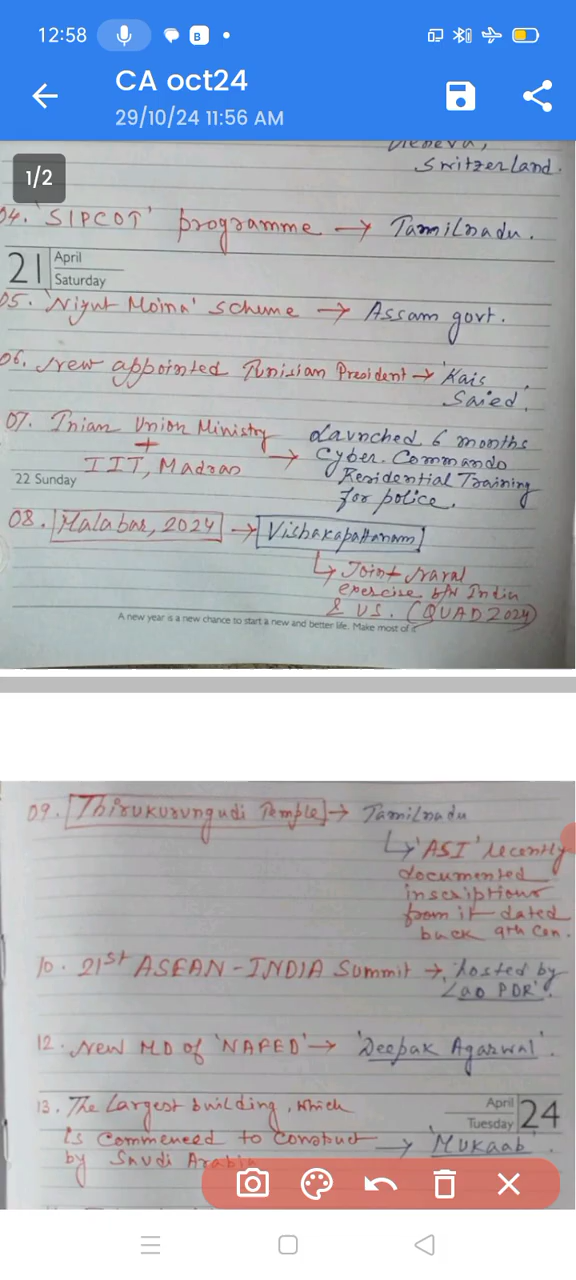 12:58
B
CA oct24
29/10/24 11:56 AM
1/2
Switzerland.
04. 'SIPCOT' programme → Tamilnadu.
21 April
Saturday
05. 'Nijut Moina' scheme → Assam govt.
06. New appointed Tunisian President → 'Kais
Saied'.
07. Inian Union Ministry
+
IIT, Madras
→ Launched 6 months
Cyber Commando
Residential Training
for police.
22 Sunday
08. Malabar, 2024 → Vishakapattanam
↳ Joint Naval
exercise b/w India
& US. (QUAD 2024)
A new year is a new chance to start a new and better life. Make most of it
09. Thirukurungudi Temple → Tamilnadu
↳ 'ASI' recently
documented
inscriptions
from it dated
back 9th Cen.
10. 21st ASEAN-INDIA Summit → hosted by
'Lao PDR'.
12. New MD of 'NAFED' → 'Deepak Agarwal'.
13. The Largest building, which
is commenced to construct → 'Mukaab'.
by Saudi Arabia
April
Tuesday 24